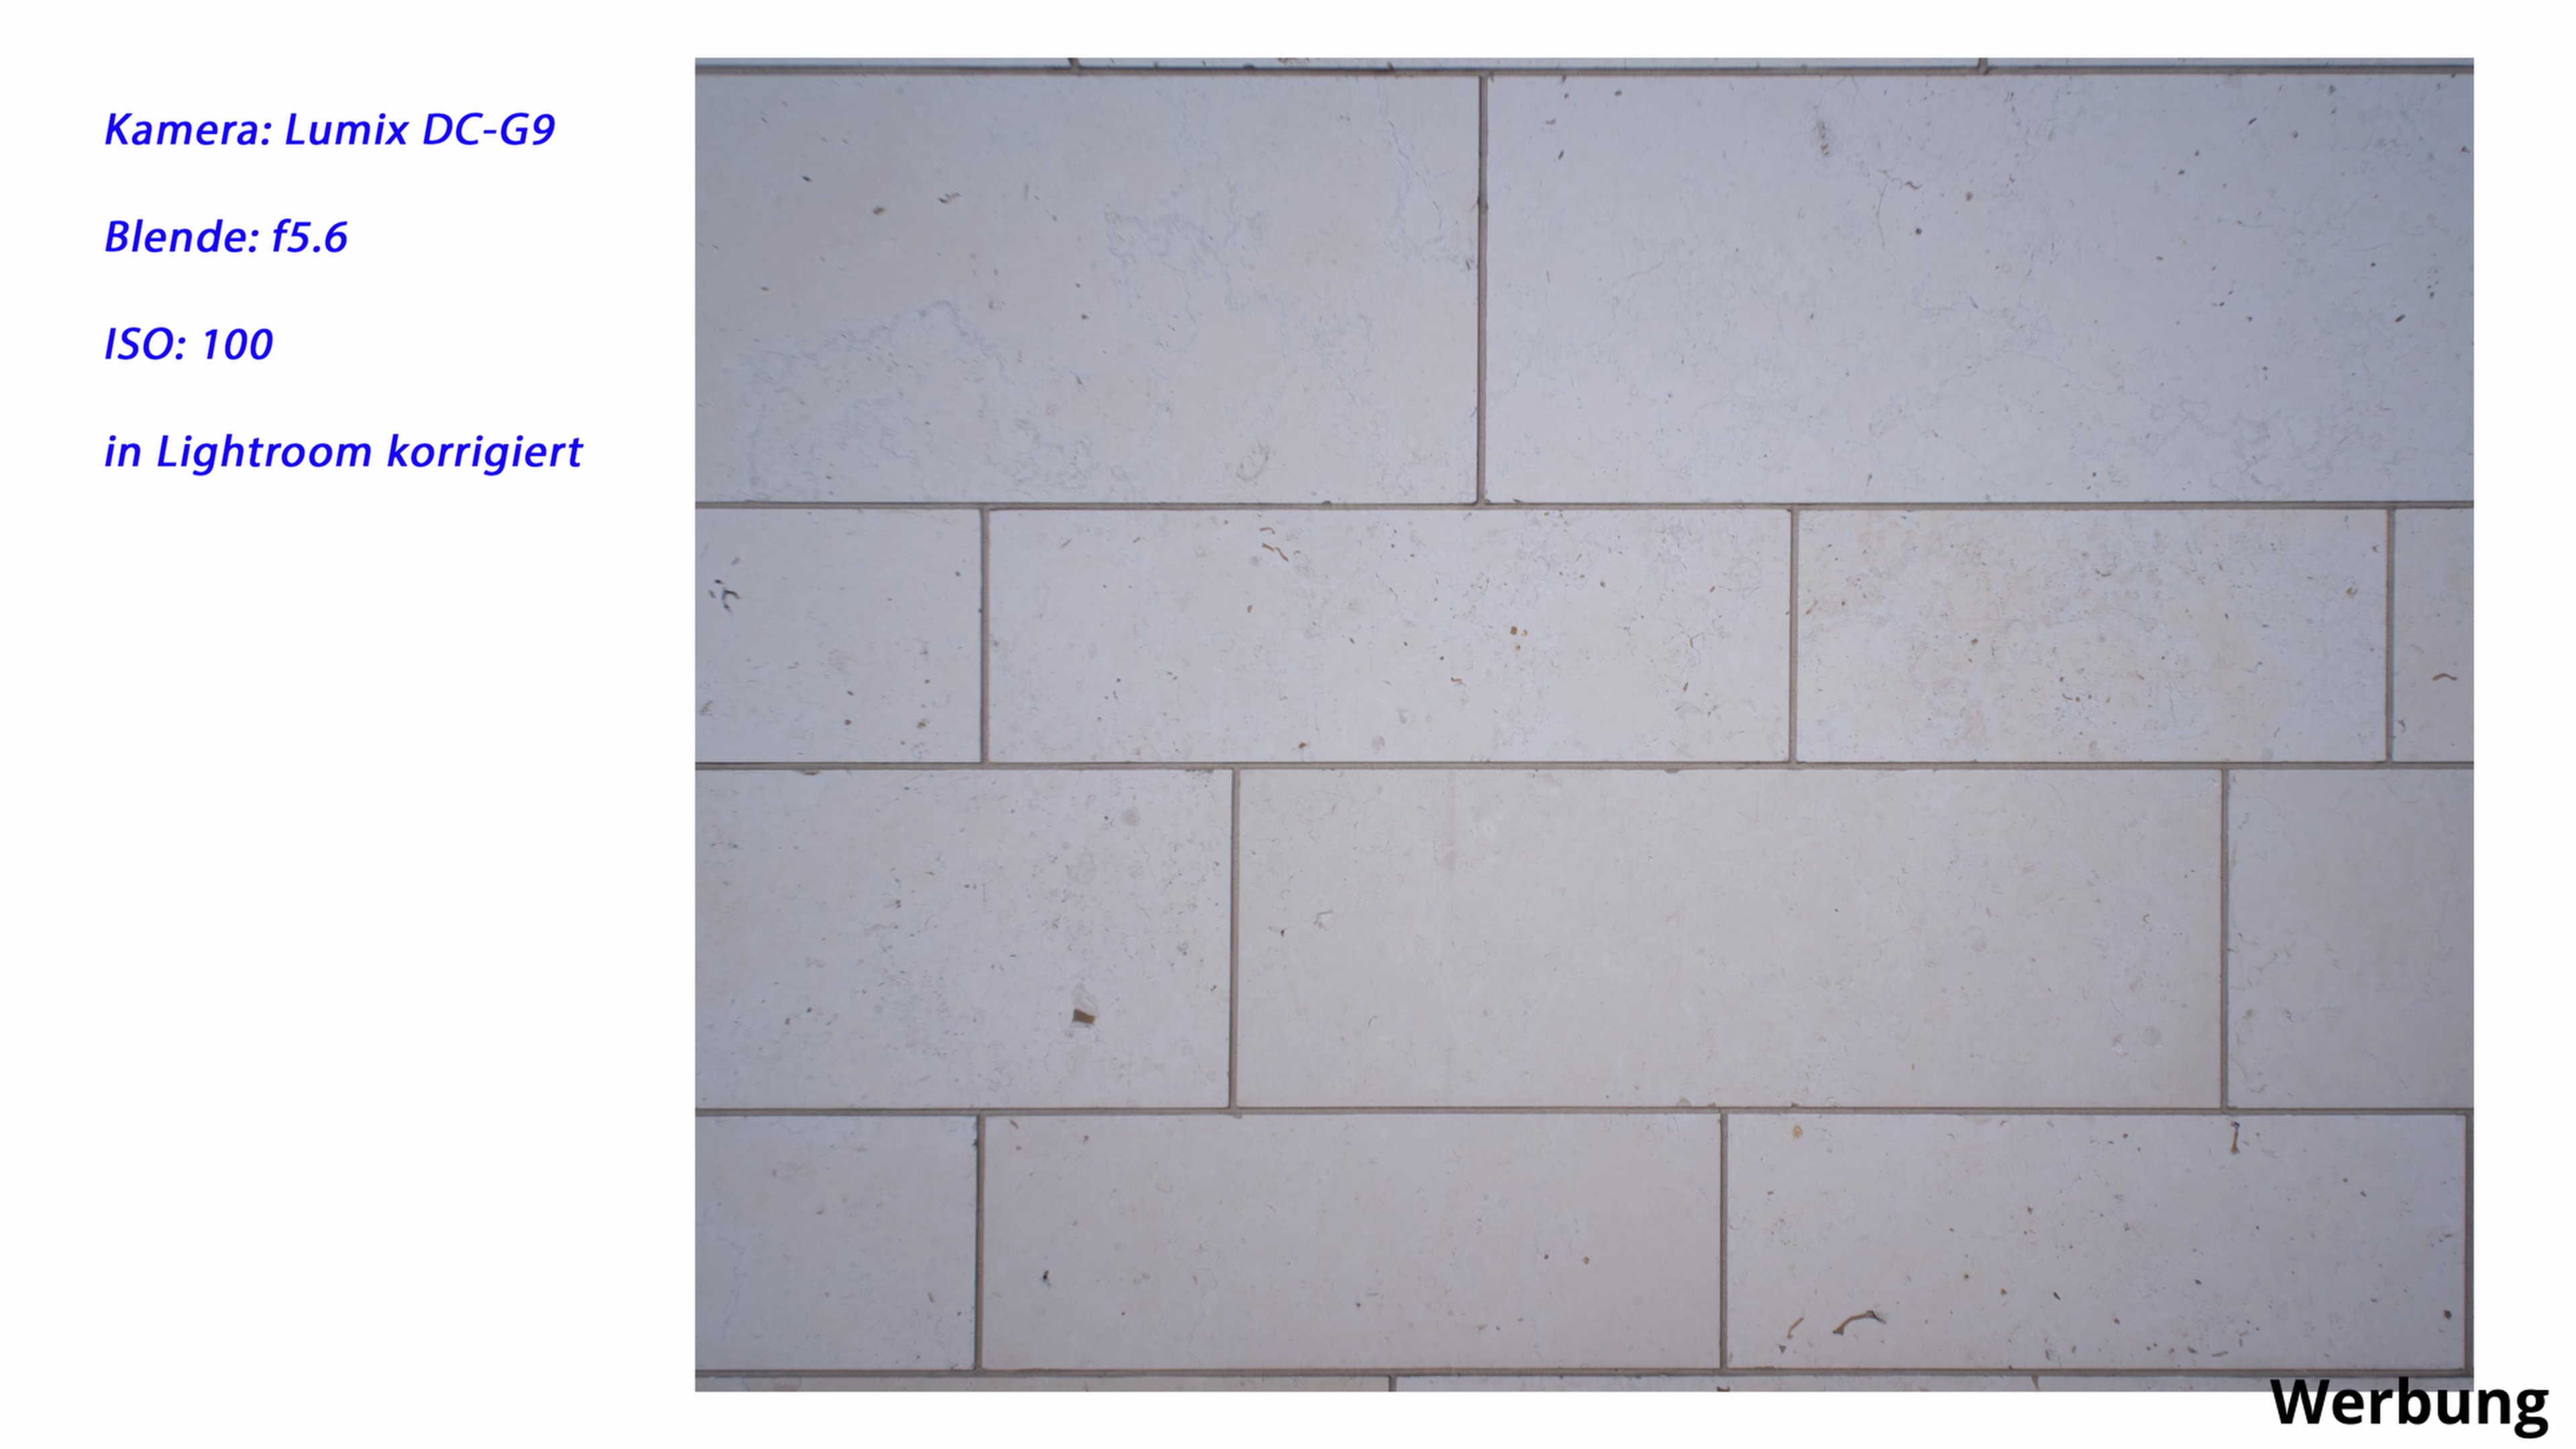 Kamera: Lumix DC-G9
Blende: f5.6
ISO: 100
in Lightroom korrigiert
Werbung